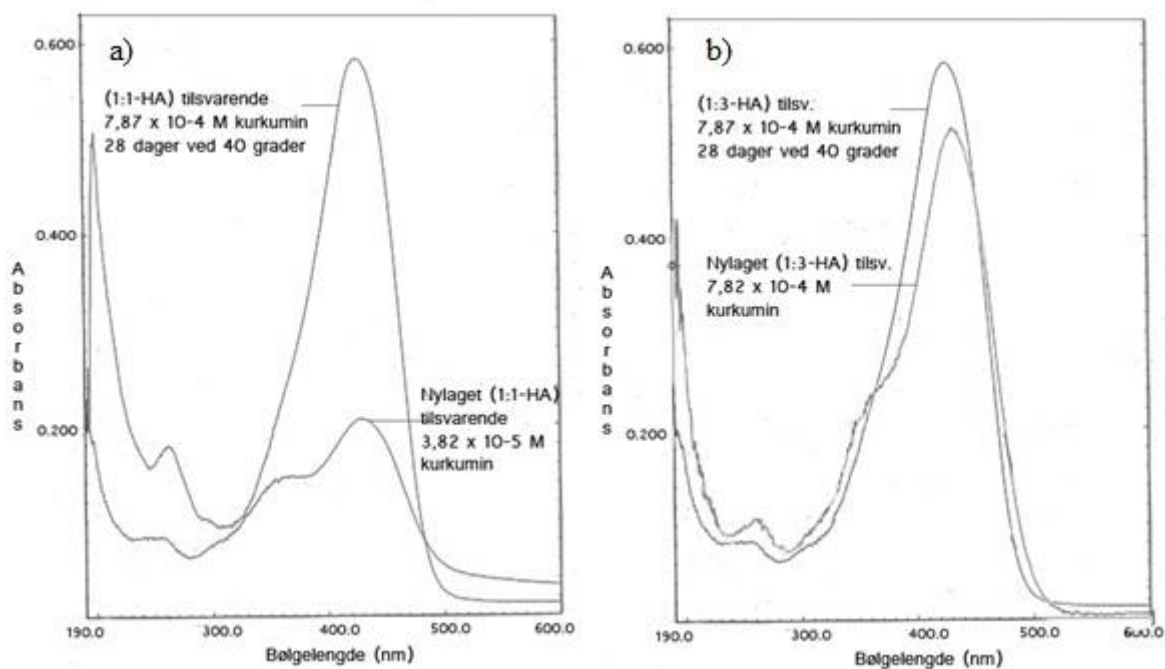 a)
0.600
(1:1-HA) tilsvarende
7,87 x 10-4 M kurkumin
28 dager ved 40 grader
0.400
Absorbans
Nylaget (1:1-HA)
tilsvarende
3,82 x 10-5 M
kurkumin
0.200
0.0
190.0 300.0 400.0 600.0
Bølgelengde (nm)
b)
0.600
(1:3-HA) tilsv.
7,87 x 10-4 M kurkumin
28 dager ved 40 grader
0.400
Nylaget (1:3-HA) tilsv.
7,82 x 10-4 M
kurkumin
Absorbans
0.200
0.0
190.0 300.0 400.0 600.0
Bølgelengde (nm)